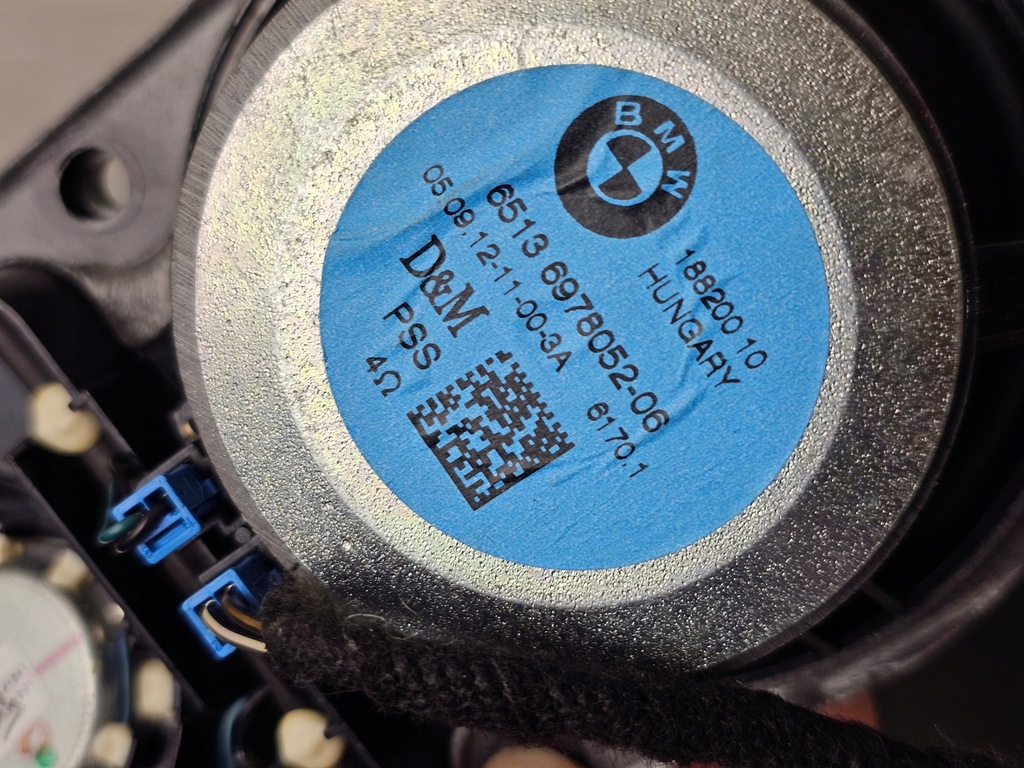 BMW
188200 10
HUNGARY
6513 6978052-06
05.09.12-11-00-3A
6170.1
D&M
PSS
4Ω